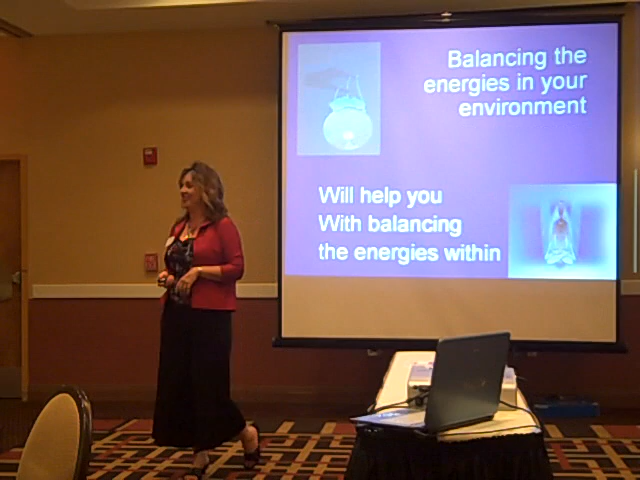 Balancing the
energies in your
environment
Will help you
With balancing
the energies within